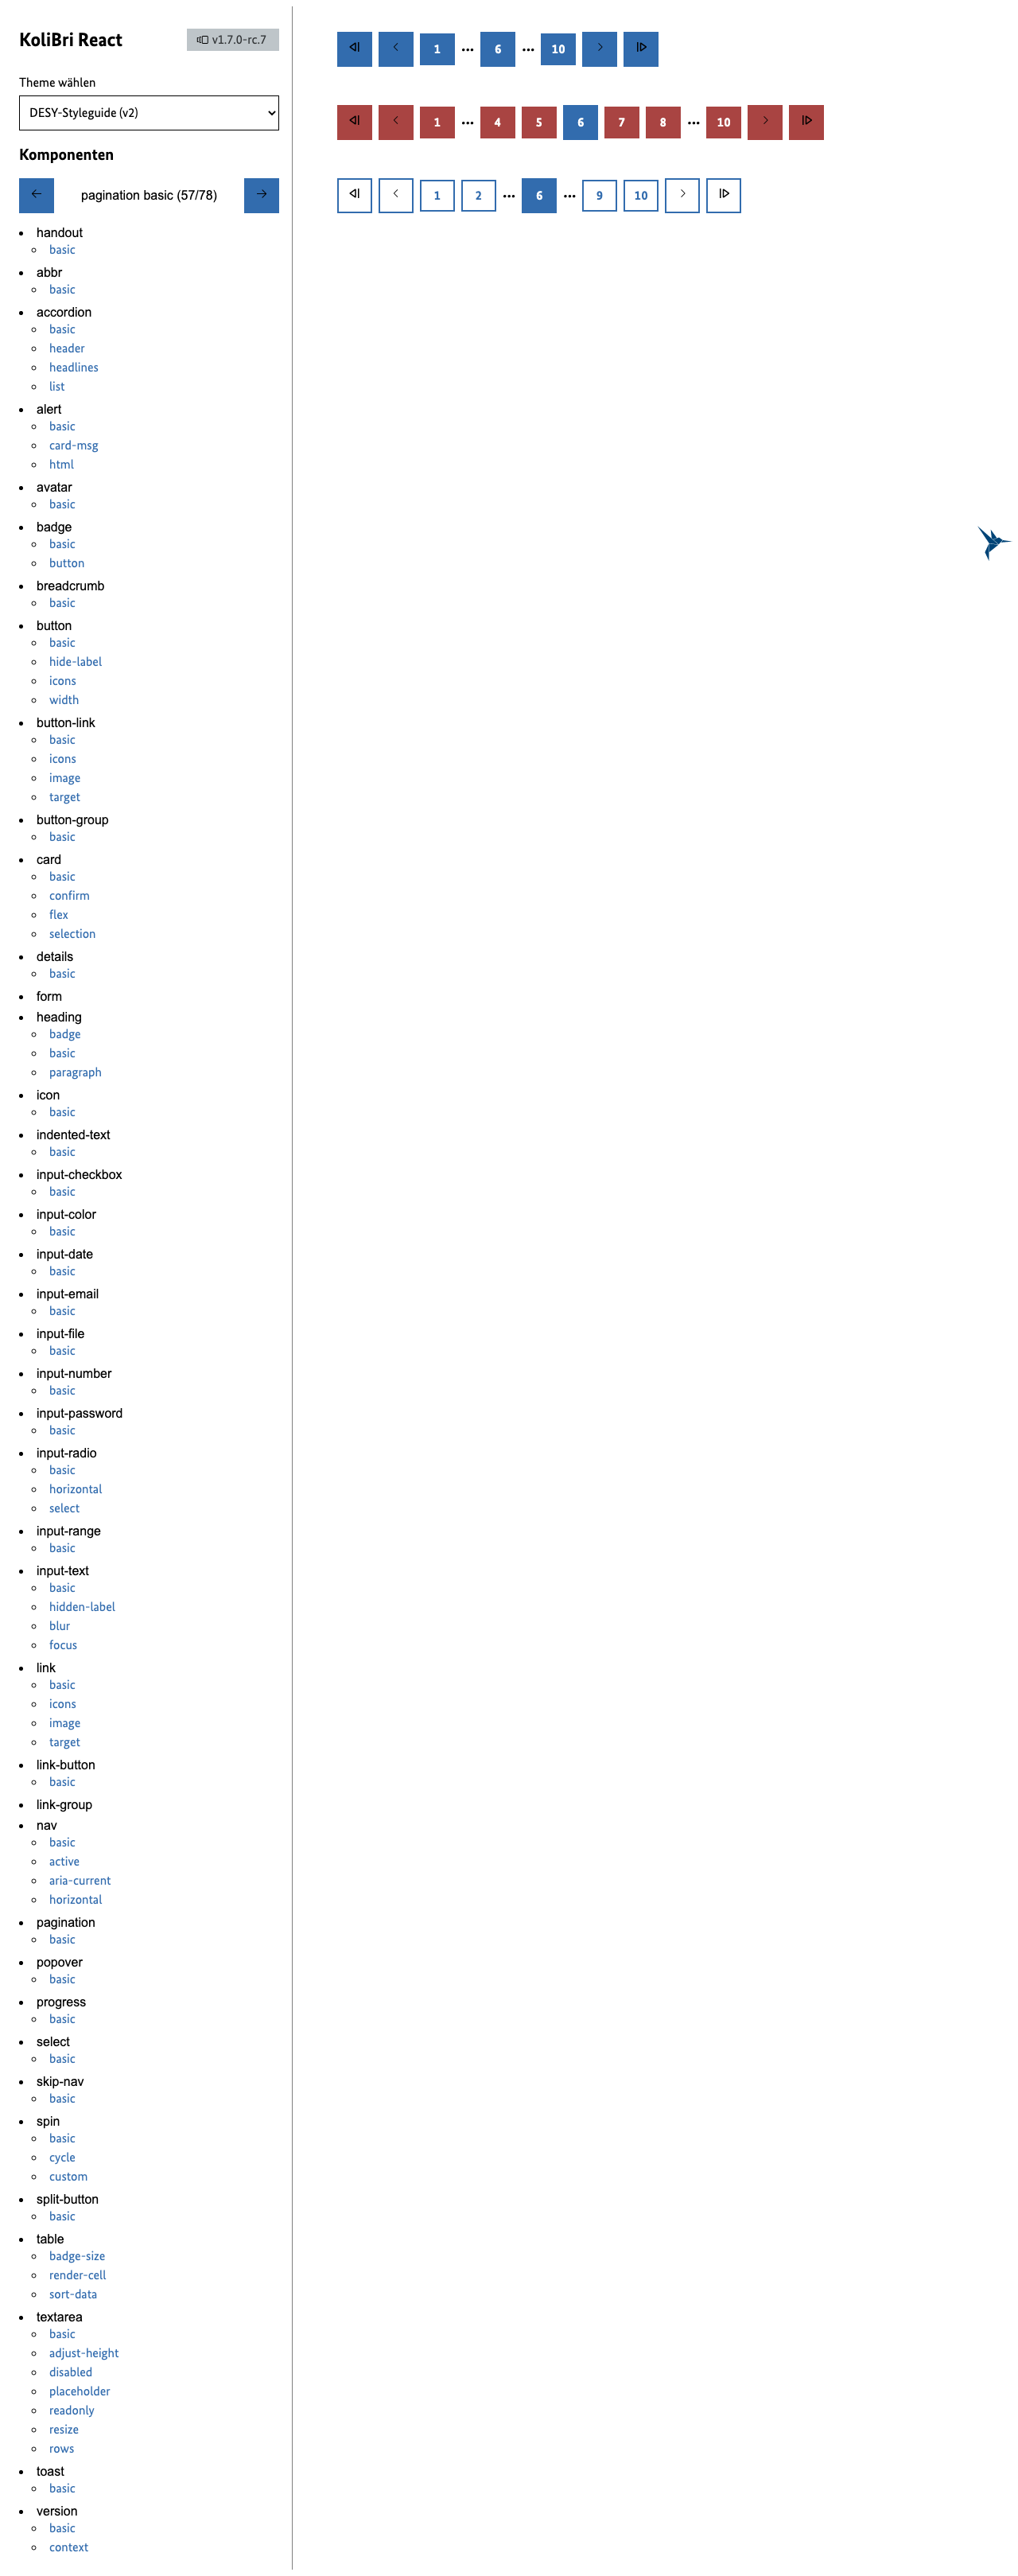 KoliBri React
v1.7.0-rc.7
Theme wählen
DESY-Styleguide (v2)
Komponenten
pagination basic (57/78)
handout
basic
abbr
basic
accordion
basic
header
headlines
list
alert
basic
card-msg
html
avatar
basic
badge
basic
button
breadcrumb
basic
button
basic
hide-label
icons
width
button-link
basic
icons
image
target
button-group
basic
card
basic
confirm
flex
selection
details
basic
form
heading
badge
basic
paragraph
icon
basic
indented-text
basic
input-checkbox
basic
input-color
basic
input-date
basic
input-email
basic
input-file
basic
input-number
basic
input-password
basic
input-radio
basic
horizontal
select
input-range
basic
input-text
basic
hidden-label
blur
focus
link
basic
icons
image
target
link-button
basic
link-group
nav
basic
active
aria-current
horizontal
pagination
basic
popover
basic
progress
basic
select
basic
skip-nav
basic
spin
basic
cycle
custom
split-button
basic
table
badge-size
render-cell
sort-data
textarea
basic
adjust-height
disabled
placeholder
readonly
resize
rows
toast
basic
version
basic
context
1 ••• 6 ••• 10
1 ••• 4 5 6 7 8 ••• 10
1 2 ••• 6 ••• 9 10